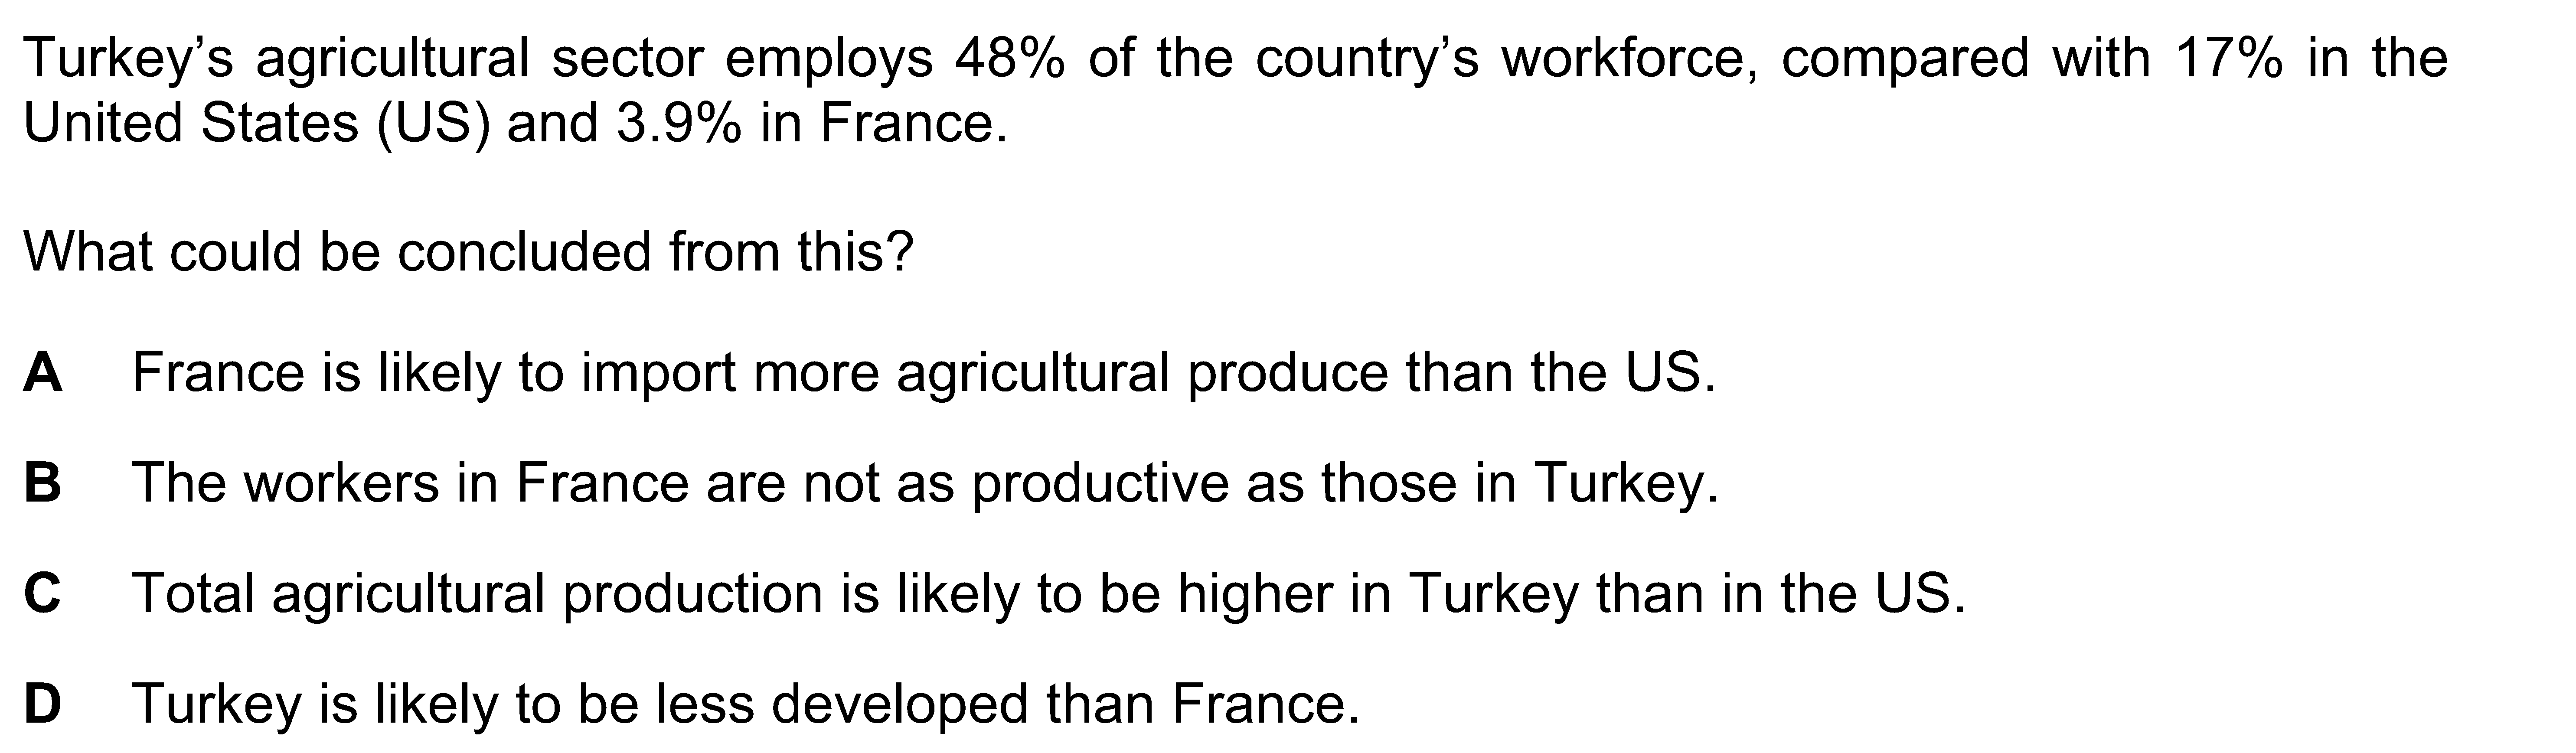 Turkey’s agricultural sector employs 48% of the country’s workforce, compared with 17% in the
United States (US) and 3.9% in France.
What could be concluded from this?
A France is likely to import more agricultural produce than the US.
B The workers in France are not as productive as those in Turkey.
C Total agricultural production is likely to be higher in Turkey than in the US.
D Turkey is likely to be less developed than France.